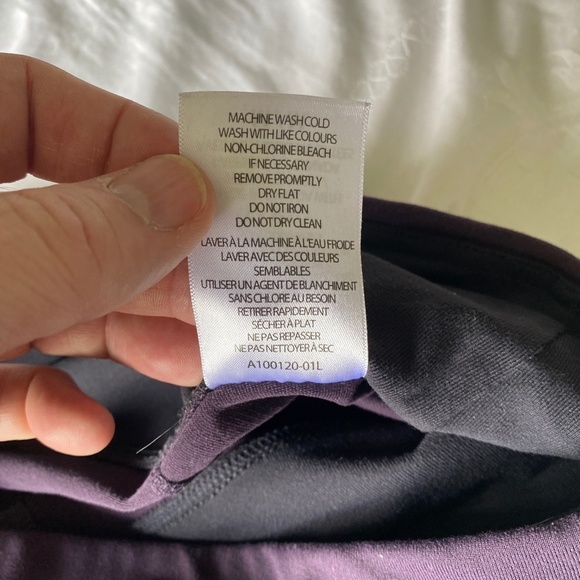 MACHINE WASH COLD
WASH WITH LIKE COLOURS
NON-CHLORINE BLEACH
IF NECESSARY
REMOVE PROMPTLY
DRY FLAT
DO NOT IRON
DO NOT DRY CLEAN
LAVER À LA MACHINE À L'EAU FROIDE
LAVER AVEC DES COULEURS
SEMBLABLES
UTILISER UN AGENT DE BLANCHIMENT
SANS CHLORE AU BESOIN
RETIRER RAPIDEMENT
SÉCHER À PLAT
NE PAS REPASSER
NE PAS NETTOYER À SEC
A100120-01L